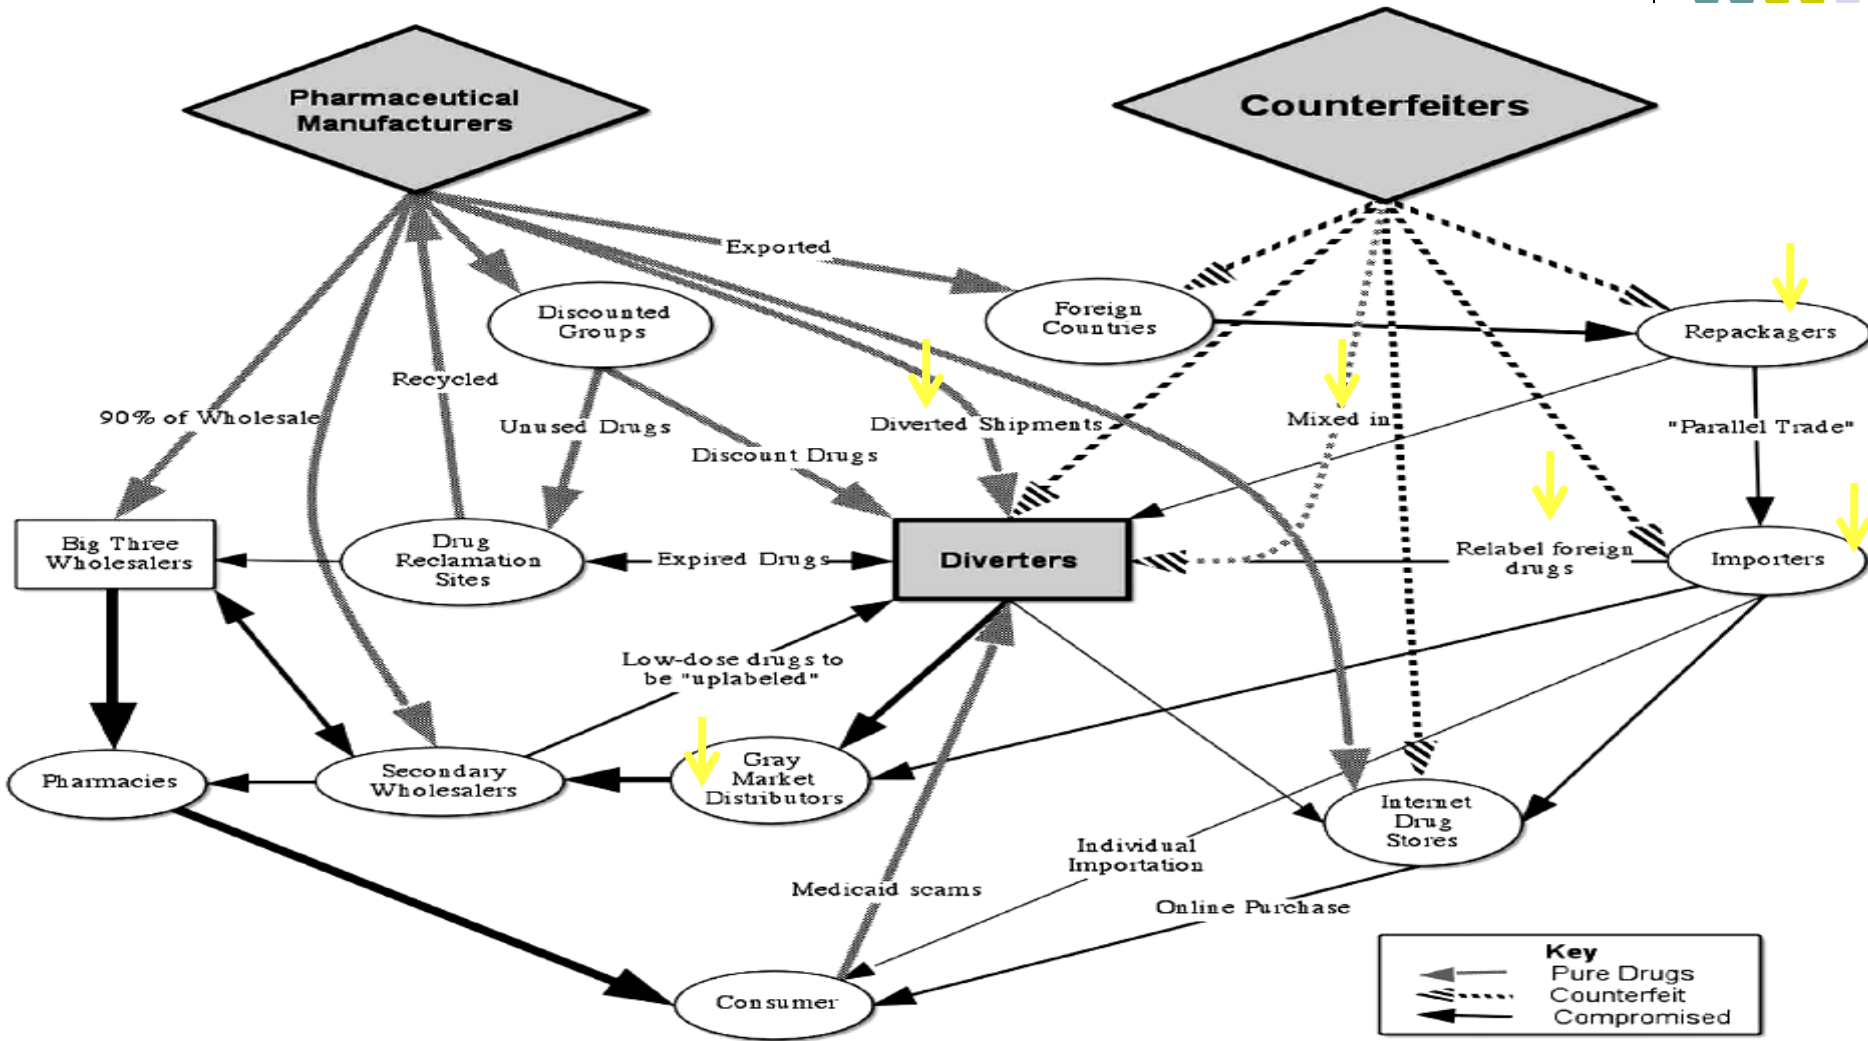 Pharmaceutical
Manufacturers
Counterfeiters
Exported
Discounted
Groups
Foreign
Countries
Repackagers
Recycled
90% of Wholesale
Unused Drugs
Diverted Shipments
Mixed in
"Parallel Trade"
Discount Drugs
Big Three
Wholesalers
Drug
Reclamation
Sites
Expired Drugs
Diverters
Relabel foreign
drugs
Importers
Low-dose drugs to
be "uplabeled"
Pharmacies
Secondary
Wholesalers
Gray
Market
Distributors
Internet
Drug
Stores
Individual
Importation
Medicaid scams
Online Purchase
Consumer
Key
Pure Drugs
Counterfeit
Compromised